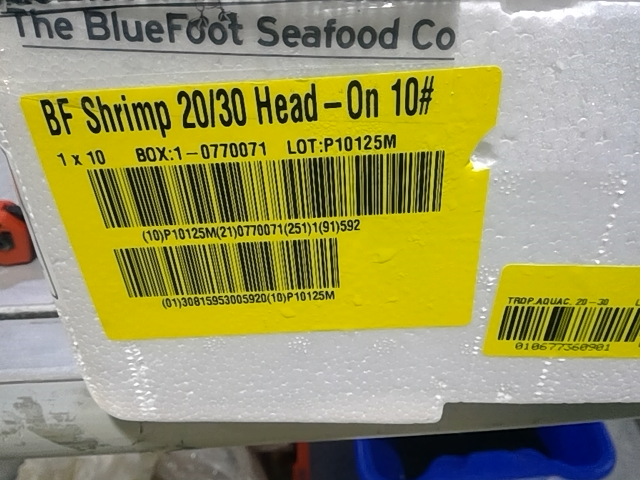 The BlueFoot Seafood Co
BF Shrimp 20/30 Head-On 10#
1 x 10 BOX:1-0770071 LOT:P10125M
(10)P10125M(21)0770071(251)1(91)592
(01)30815953005920(10)P10125M
TROP.AQUAC. 20-30
010677360901